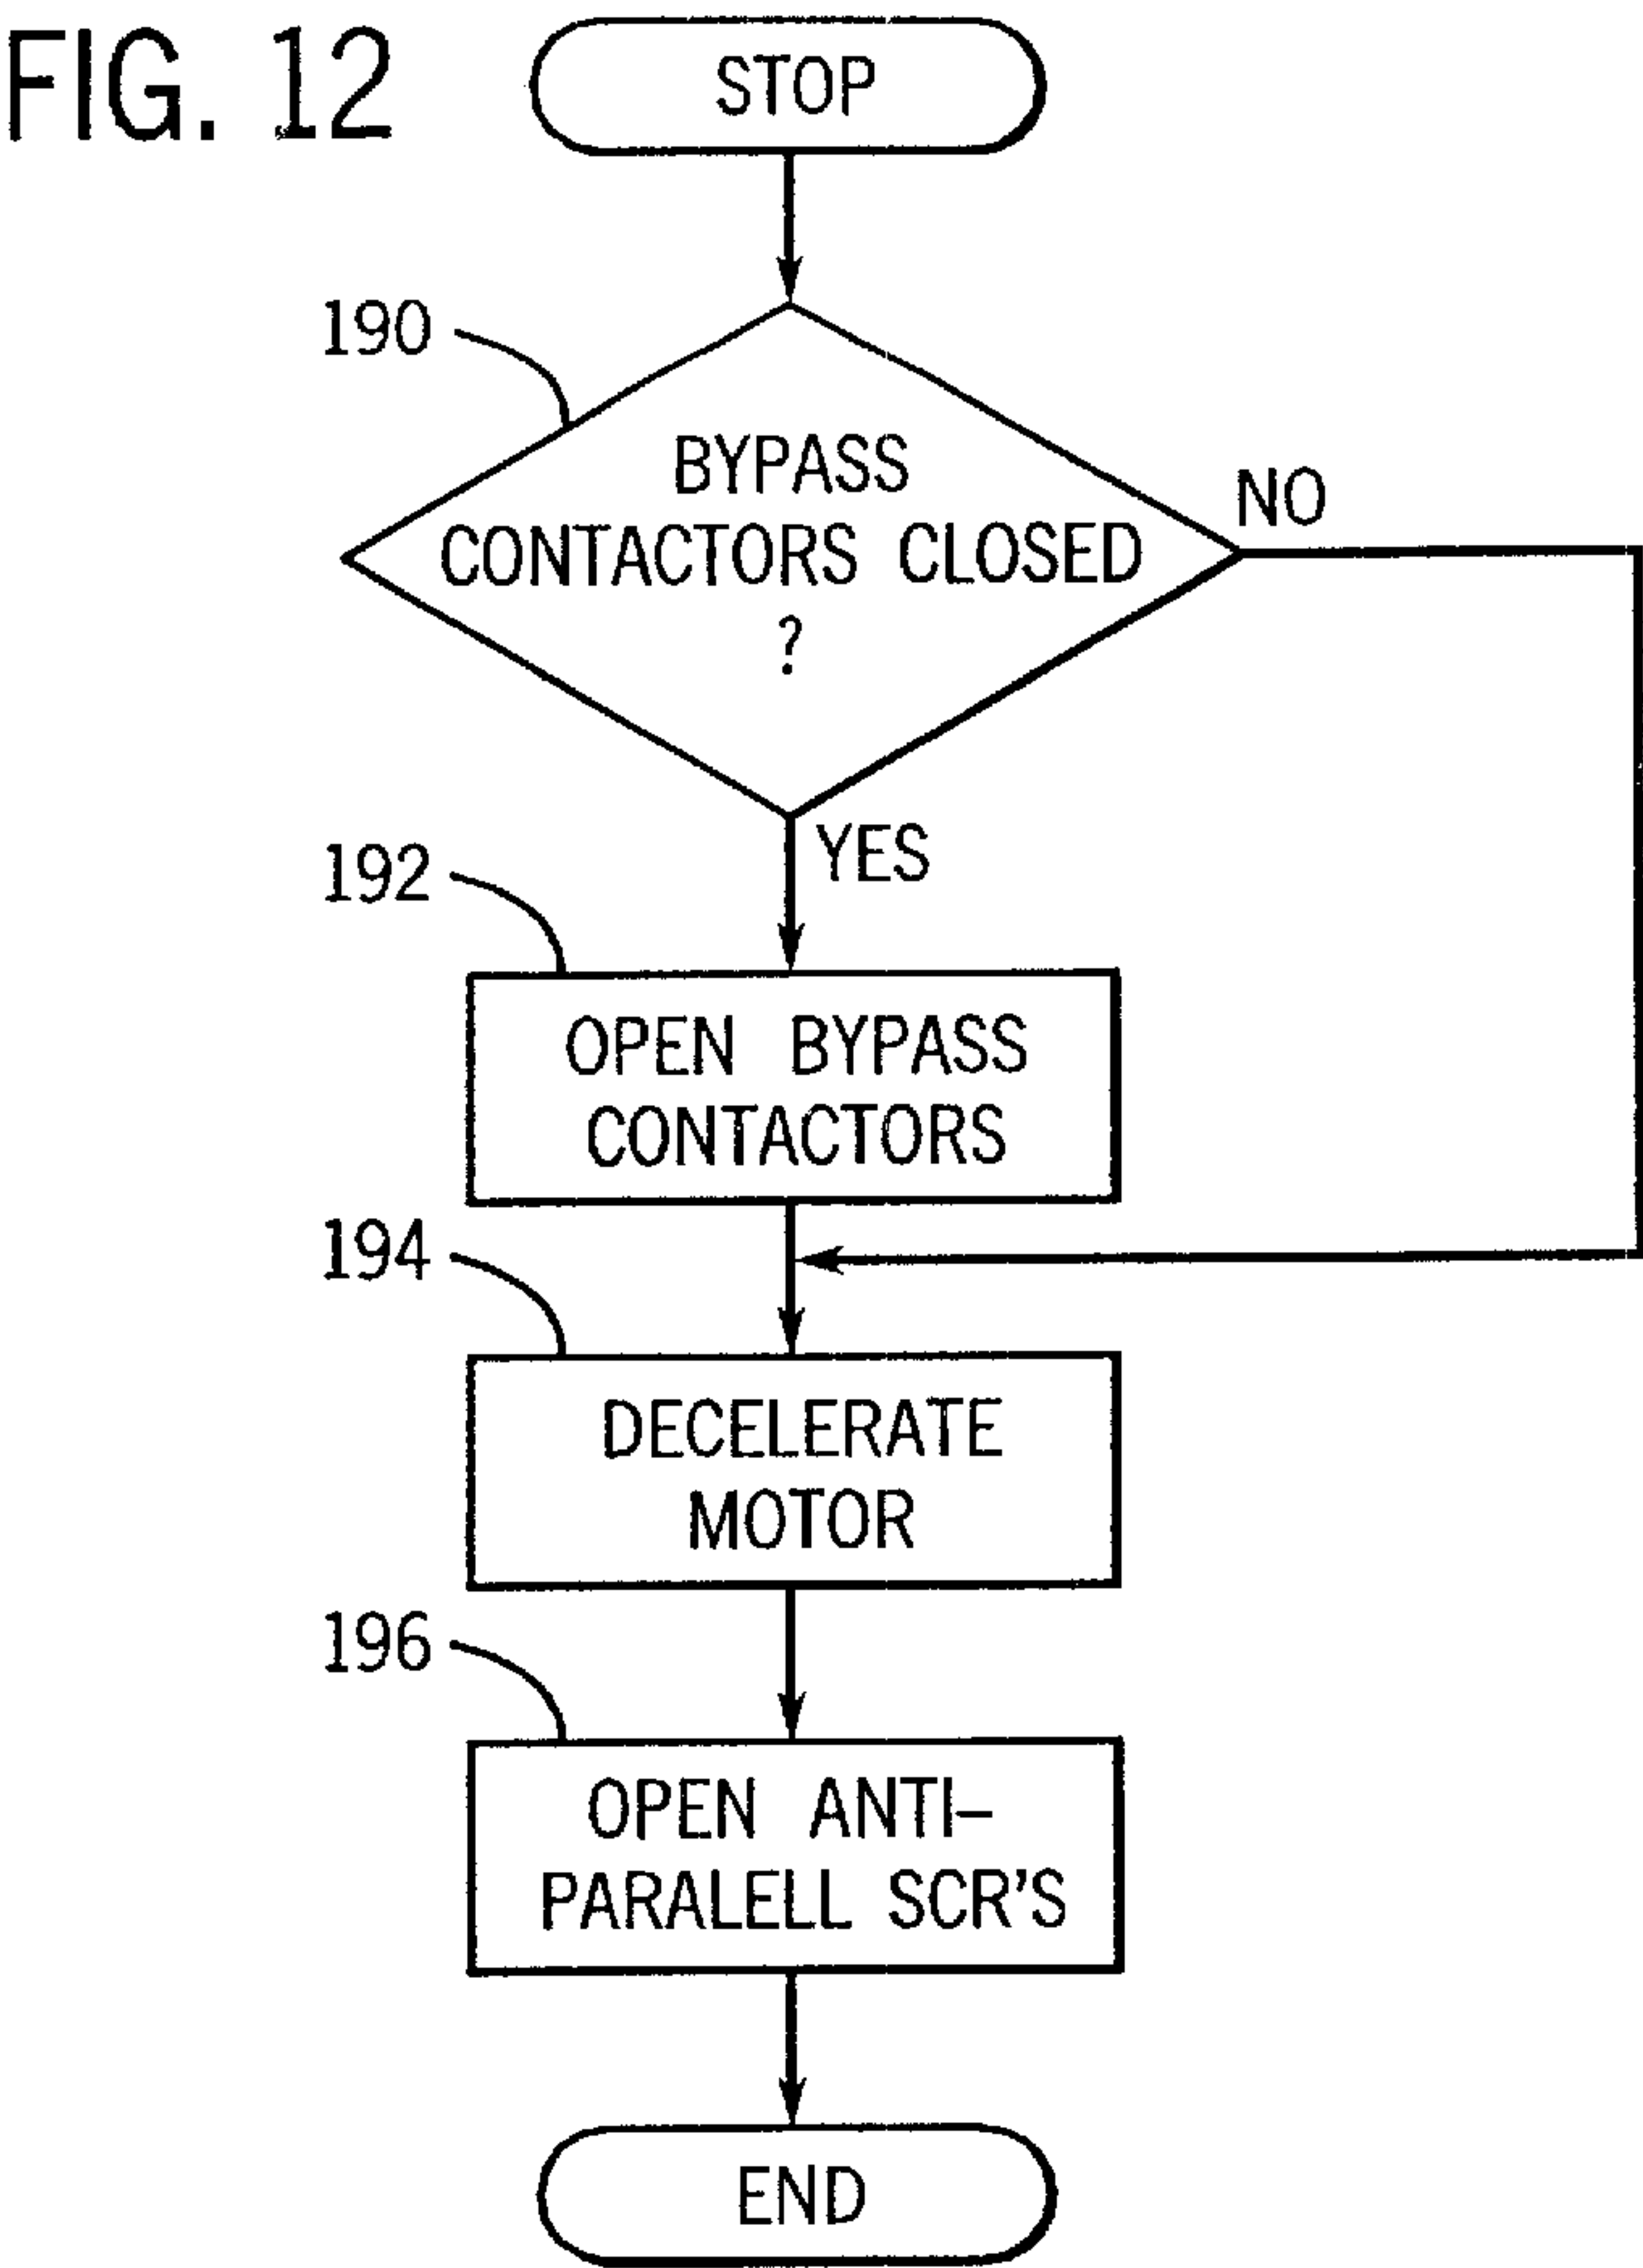 FIG. 12
STOP
190
BYPASS
CONTACTORS CLOSED
?
NO
YES
192
OPEN BYPASS
CONTACTORS
194
DECELERATE
MOTOR
196
OPEN ANTI-
PARALELL SCR'S
END